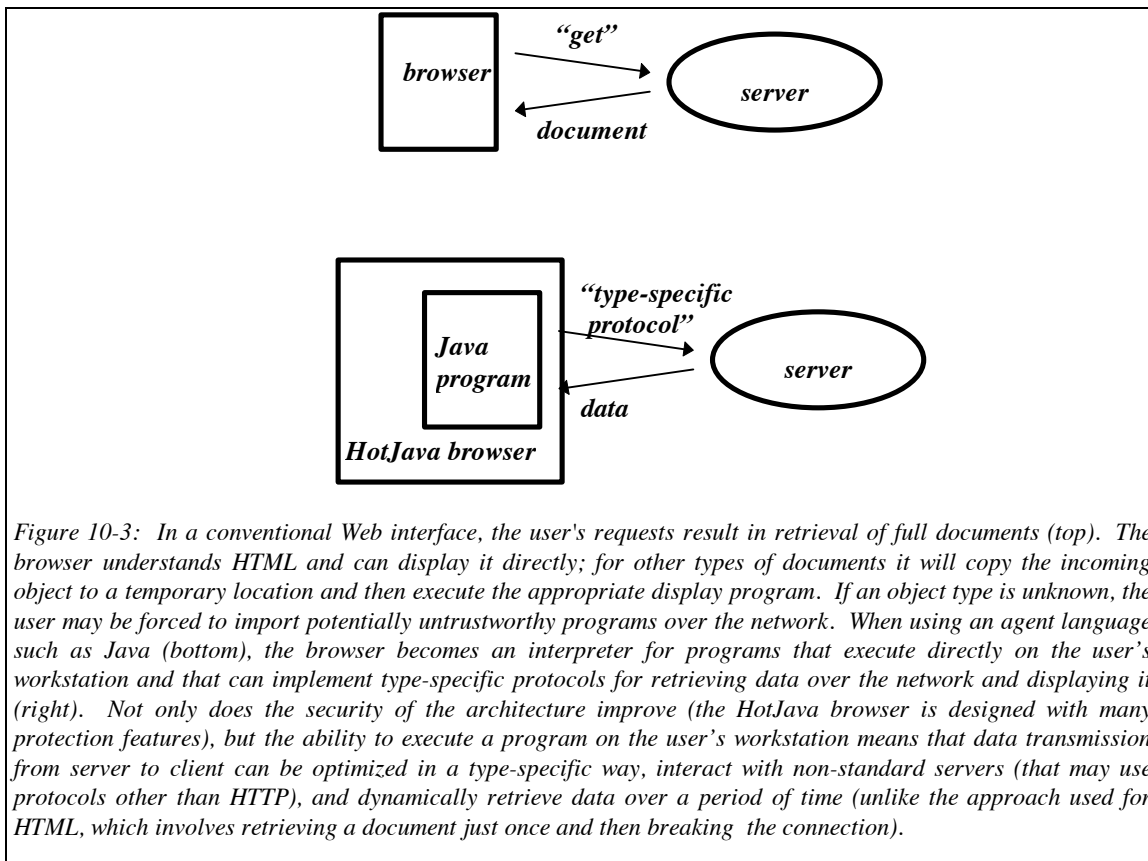 “get”
browser
server
document
“type-specific
protocol”
Java
program
server
data
HotJava browser
Figure 10-3: In a conventional Web interface, the user's requests result in retrieval of full documents (top). The
browser understands HTML and can display it directly; for other types of documents it will copy the incoming
object to a temporary location and then execute the appropriate display program. If an object type is unknown, the
user may be forced to import potentially untrustworthy programs over the network. When using an agent language
such as Java (bottom), the browser becomes an interpreter for programs that execute directly on the user’s
workstation and that can implement type-specific protocols for retrieving data over the network and displaying it
(right). Not only does the security of the architecture improve (the HotJava browser is designed with many
protection features), but the ability to execute a program on the user’s workstation means that data transmission
from server to client can be optimized in a type-specific way, interact with non-standard servers (that may use
protocols other than HTTP), and dynamically retrieve data over a period of time (unlike the approach used for
HTML, which involves retrieving a document just once and then breaking the connection).